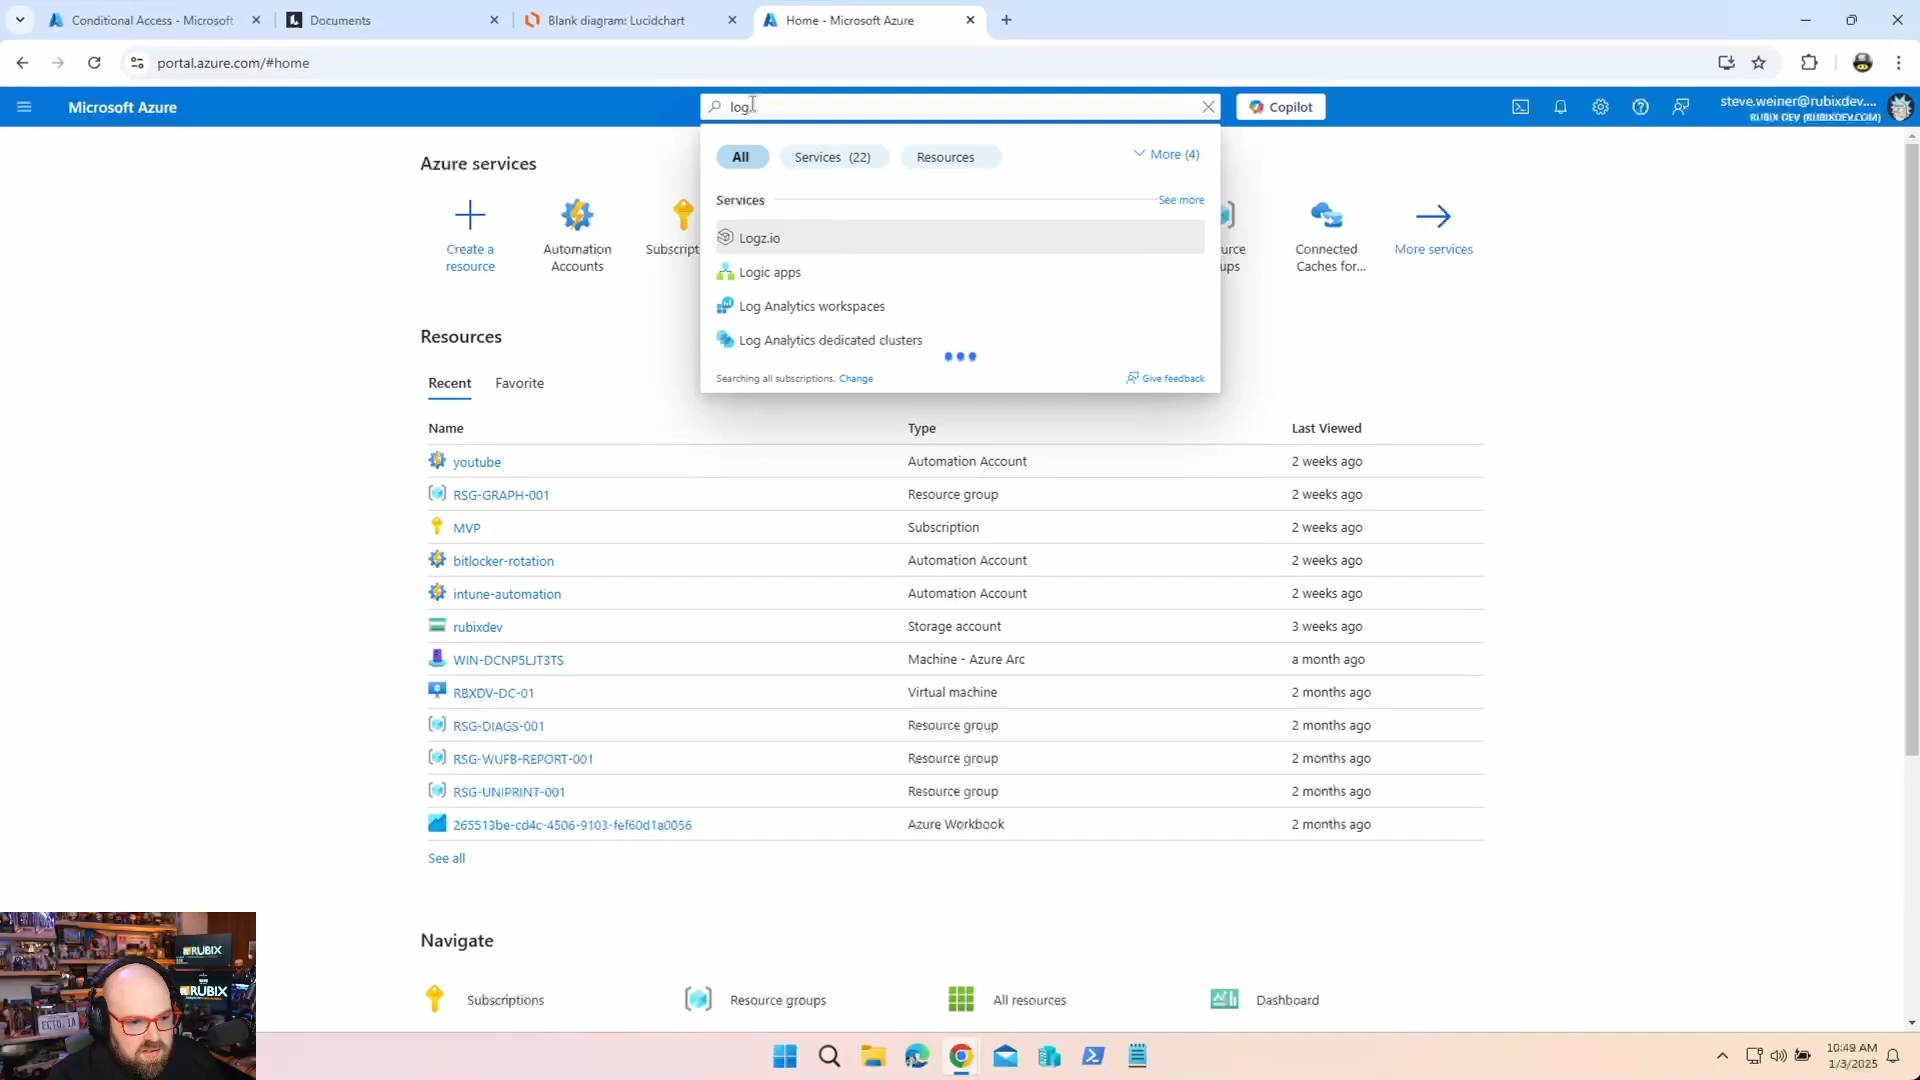 Conditional Access - Microsoft
Documents
Blank diagram: Lucidchart
Home - Microsoft Azure
portal.azure.com/#home
Microsoft Azure
log
Copilot
steve.weiner@rubixdev....
RUBIX DEV (RUBIXDEV.COM)
Azure services
All
Services (22)
Resources
More (4)
Services
See more
Logz.io
Logic apps
Log Analytics workspaces
Log Analytics dedicated clusters
Searching all subscriptions. Change
Give feedback
Create a
resource
Automation
Accounts
Subscript
urce
ups
Connected
Caches for...
More services
Resources
Recent
Favorite
Name
Type
Last Viewed
youtube
Automation Account
2 weeks ago
RSG-GRAPH-001
Resource group
2 weeks ago
MVP
Subscription
2 weeks ago
bitlocker-rotation
Automation Account
2 weeks ago
intune-automation
Automation Account
2 weeks ago
rubixdev
Storage account
3 weeks ago
WIN-DCNP5LJT3TS
Machine - Azure Arc
a month ago
RBXDV-DC-01
Virtual machine
2 months ago
RSG-DIAGS-001
Resource group
2 months ago
RSG-WUFB-REPORT-001
Resource group
2 months ago
RSG-UNIPRINT-001
Resource group
2 months ago
265513be-cd4c-4506-9103-fef60d1a0056
Azure Workbook
2 months ago
See all
Navigate
Subscriptions
Resource groups
All resources
Dashboard
RUBIX
RUBIX
ECTO-1A
10:49 AM
1/3/2025